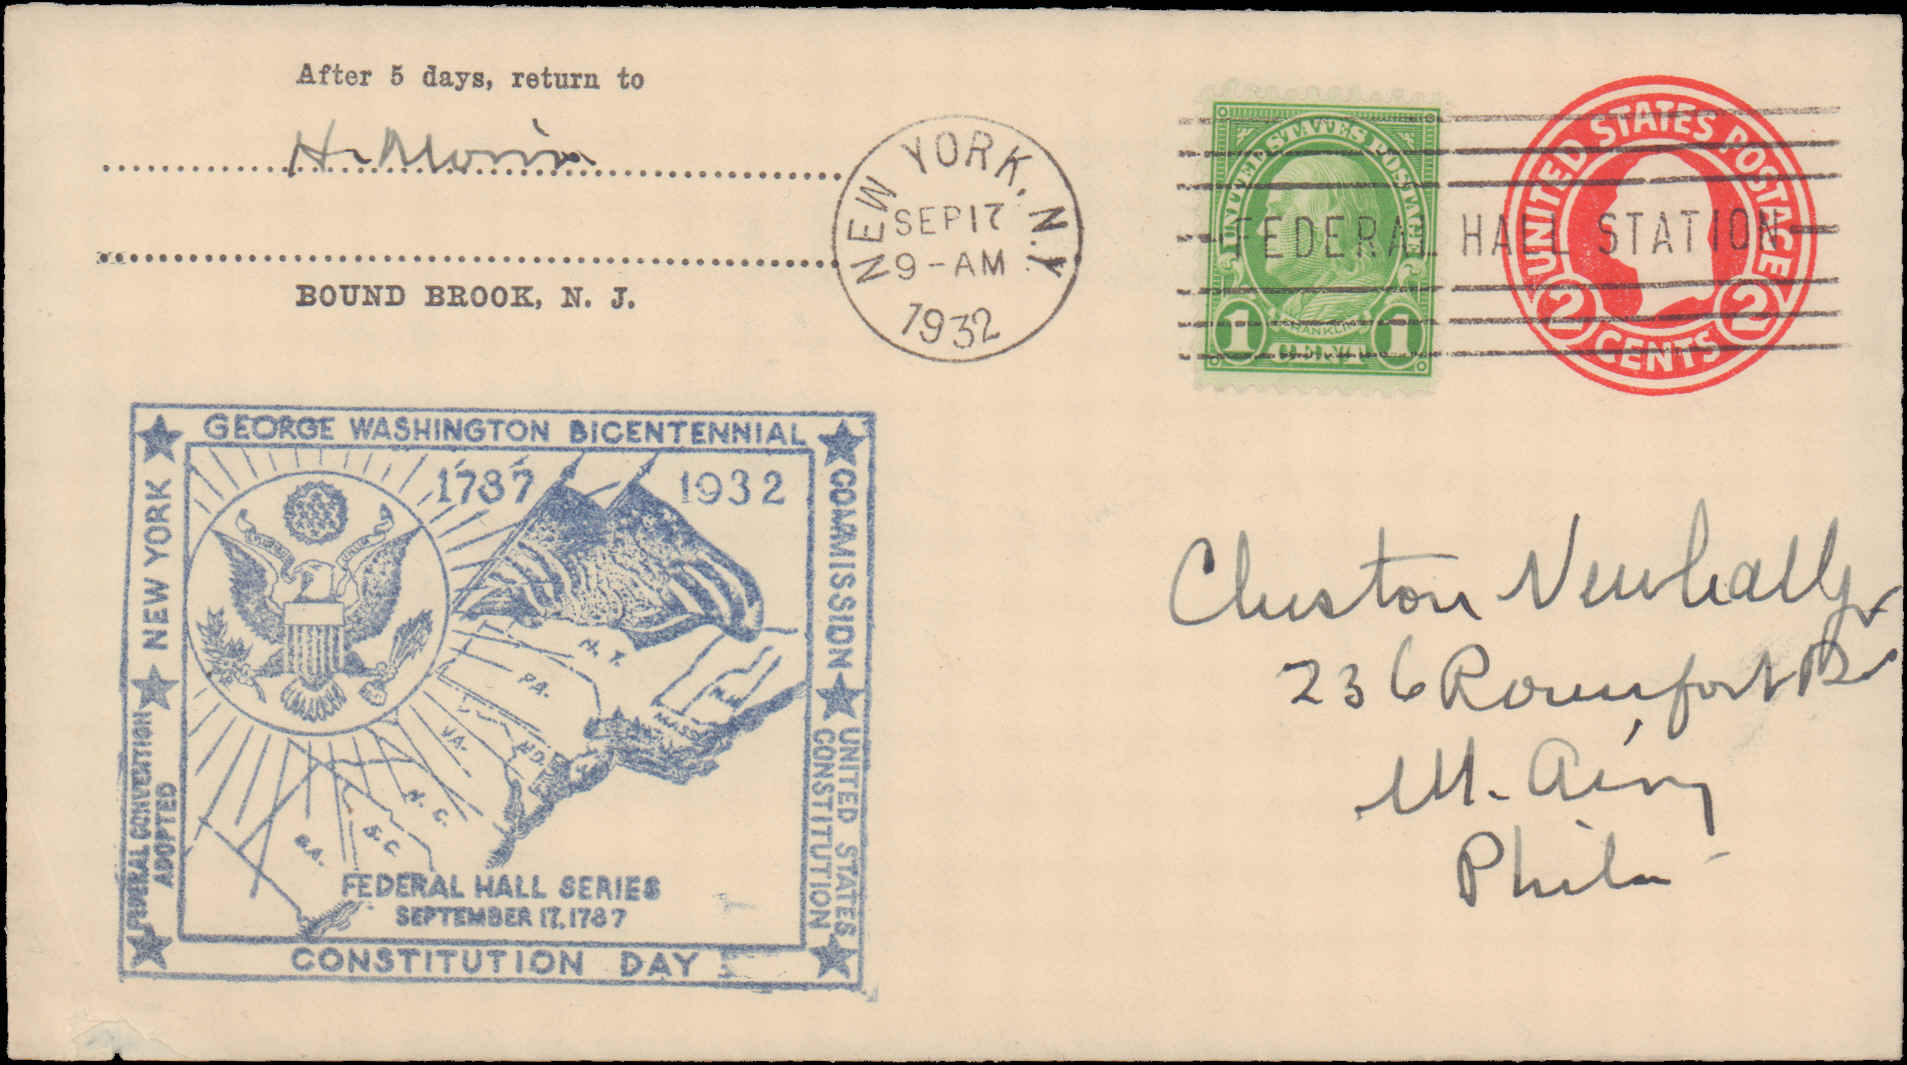 After 5 days, return to
H.
BOUND BROOK, N. J.
NEW YORK, N.Y.
SEP 17
9-AM
1932
FEDERAL HALL STATION
UNITED STATES POSTAGE
FRANKLIN
1 CENT 1
UNITED STATES POSTAGE
2 CENTS 2
GEORGE WASHINGTON BICENTENNIAL
COMMISSION
UNITED STATES
CONSTITUTION
NEW YORK
FEDERAL CONVENTION
ADOPTED
1787 1932
N.Y.
PA.
MASS.
VA.
MD.
N.C.
S.C.
GA.
FEDERAL HALL SERIES
SEPTEMBER 17, 1787
CONSTITUTION DAY
Newhall Jr
236
Mt. Airy
Phila